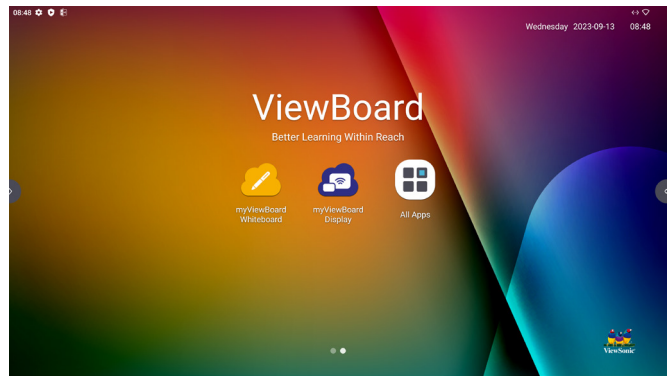 08:48
Wednesday 2023-09-13 08:48
ViewBoard
Better Learning Within Reach
myViewBoard
Whiteboard
myViewBoard
Display
All Apps
ViewSonic